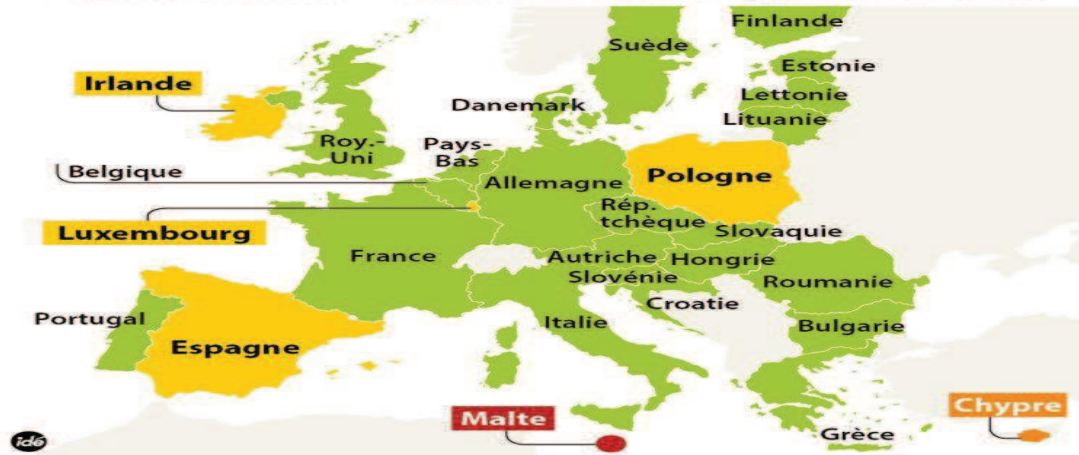 Finlande
Suède
Estonie
Irlande
Lettonie
Danemark
Lituanie
Roy.-
Uni
Pays-
Bas
Belgique
Allemagne
Pologne
Rép.
tchèque
Luxembourg
Slovaquie
France
Autriche
Hongrie
Slovénie
Roumanie
Croatie
Portugal
Italie
Bulgarie
Espagne
Malte
Chypre
Grèce
idé